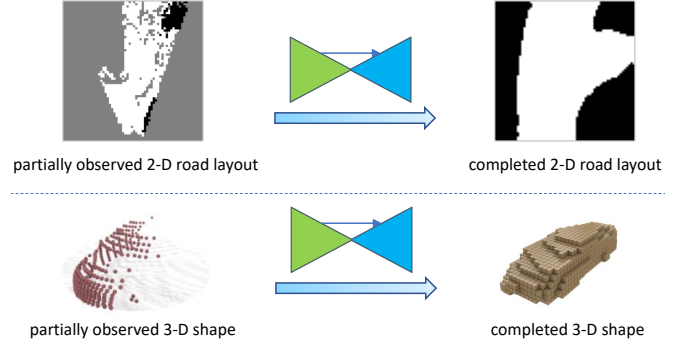 partially observed 2-D road layout
completed 2-D road layout
partially observed 3-D shape
completed 3-D shape